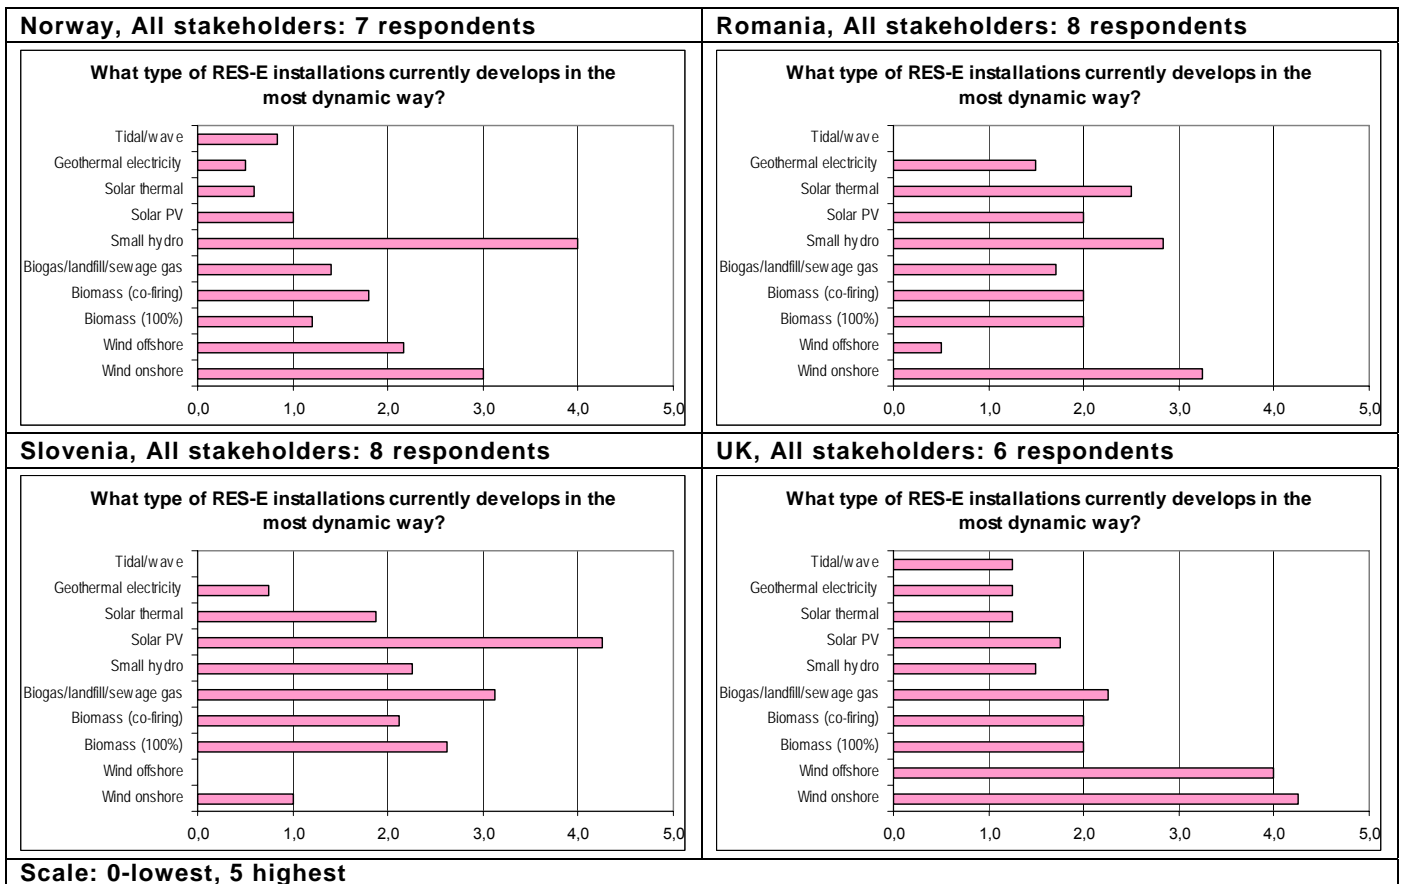 Norway, All stakeholders: 7 respondents
What type of RES-E installations currently develops in the
most dynamic way?
Tidal/wave
Geothermal electricity
Solar thermal
Solar PV
Small hydro
Biogas/landfill/sewage gas
Biomass (co-firing)
Biomass (100%)
Wind offshore
Wind onshore
0,0 1,0 2,0 3,0 4,0 5,0
Romania, All stakeholders: 8 respondents
What type of RES-E installations currently develops in the
most dynamic way?
Tidal/wave
Geothermal electricity
Solar thermal
Solar PV
Small hydro
Biogas/landfill/sewage gas
Biomass (co-firing)
Biomass (100%)
Wind offshore
Wind onshore
0,0 1,0 2,0 3,0 4,0 5,0
Slovenia, All stakeholders: 8 respondents
What type of RES-E installations currently develops in the
most dynamic way?
Tidal/wave
Geothermal electricity
Solar thermal
Solar PV
Small hydro
Biogas/landfill/sewage gas
Biomass (co-firing)
Biomass (100%)
Wind offshore
Wind onshore
0,0 1,0 2,0 3,0 4,0 5,0
UK, All stakeholders: 6 respondents
What type of RES-E installations currently develops in the
most dynamic way?
Tidal/wave
Geothermal electricity
Solar thermal
Solar PV
Small hydro
Biogas/landfill/sewage gas
Biomass (co-firing)
Biomass (100%)
Wind offshore
Wind onshore
0,0 1,0 2,0 3,0 4,0 5,0
Scale: 0-lowest, 5 highest